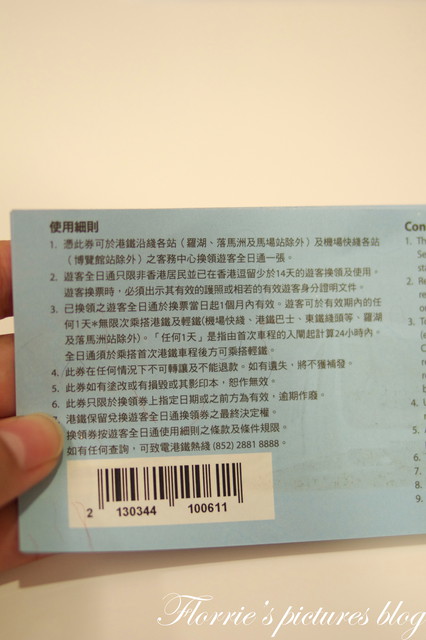 使用細則
1. 憑此券可於港鐵沿綫各站（羅湖、落馬洲及馬場站除外）及機場快綫各站
（博覽館站除外）之客務中心換領遊客全日通一張。
2. 遊客全日通只限非香港居民並已在香港逗留少於14天的遊客換領及使用。
遊客換票時，必須出示其有效的護照或相若的有效遊客身分證明文件。
3. 已換領之遊客全日通於換票當日起1個月內有效。遊客可於有效期內的任
何1天*無限次乘搭港鐵及輕鐵(機場快綫、港鐵巴士、東鐵綫頭等、羅湖
及落馬洲站除外)。「任何1天」是指由首次車程的入閘起計算24小時內。
全日通須於乘搭首次港鐵車程後方可乘搭輕鐵。
4. 此券在任何情況下不可轉讓及不能退款。如有遺失，將不獲補發。
5. 此券如有塗改或有損毀或其影印本，恕作無效。
6. 此券只限於換領券上指定日期或之前方為有效，逾期作廢。
7. 港鐵保留兌換遊客全日通換領券之最終決定權。
換領券按遊客全日通使用細則之條款及條件規限。
如有任何查詢，可致電港鐵熱綫 (852) 2881 8888。
2 130344 100611
Con
1. Th
Se
sta
2. Re
3. To
4. U
5. A
6.
7.
8.
9.
Florrie's pictures blog